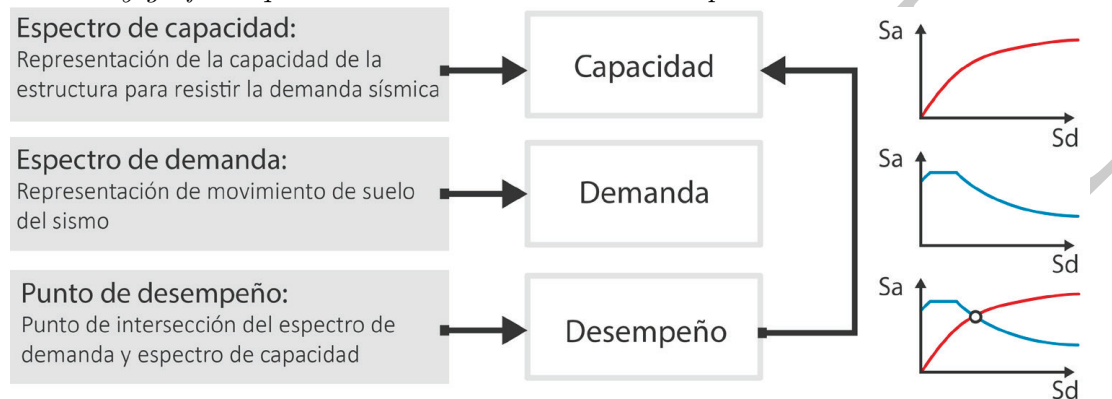 Espectro de capacidad:
Representación de la capacidad de la
estructura para resistir la demanda sísmica
Capacidad
Sa
Sd
Espectro de demanda:
Representación de movimiento de suelo
del sismo
Demanda
Sa
Sd
Punto de desempeño:
Punto de intersección del espectro de
demanda y espectro de capacidad
Desempeño
Sa
Sd